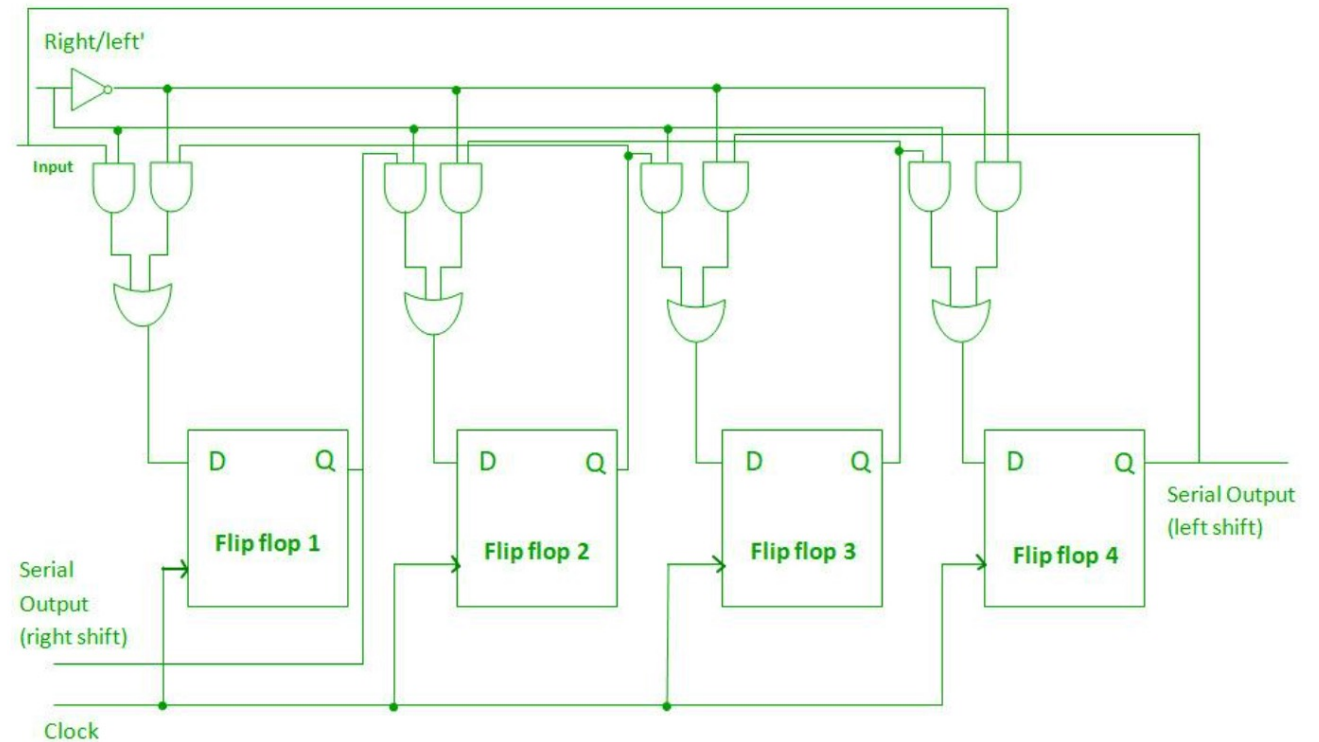 Right/left'
Input
D Q
Flip flop 1
D Q
Flip flop 2
D Q
Flip flop 3
D Q
Flip flop 4
Serial Output
(left shift)
Serial
Output
(right shift)
Clock